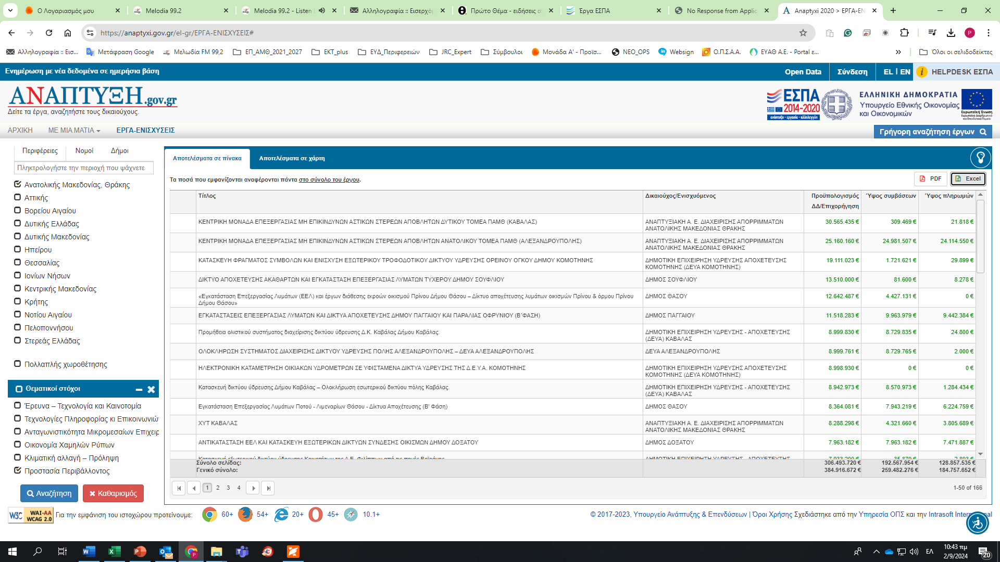 Ο Λογαριασμός μου
Melodia 99.2
Melodia 99.2 - Listen
Αλληλογραφία :: Εισερχό
Πρώτο Θέμα - ειδήσεις
Έργα ΕΣΠΑ
No Response from Applic
Anaptyxi 2020 > ΕΡΓΑ-ΕΝ
https://anaptyxi.gov.gr/el-gr/ΕΡΓΑ-ΕΝΙΣΧΥΣΕΙΣ#
P
Αλληλογραφία :: Εισ...
Μετάφραση Google
Μελωδία FM 99,2
ΕΠ_ΑΜΘ_2021_2027
EKT_plus
ΕΥΔ_Περιφερειών
JRC_Expert
Σύμβουλοι
Μονάδα Α' - Προϊσ...
NEO_OPS
Websign
Ο.Π.Σ.Α.Α.
ΕΥΑΘ Α.Ε. - Portal ε...
Όλοι οι σελιδοδείκτες
Ενημέρωση με νέα δεδομένα σε ημερήσια βάση
Open Data
Σύνδεση
EL | EN
HELPDESK ΕΣΠΑ
ΑΝΑΠΤΥΞΗ.gov.gr
Δείτε τα έργα, αναζητήστε τους δικαιούχους.
ΕΣΠΑ
2014-2020
ανάπτυξη - εργασία - αλληλεγγύη
ΕΛΛΗΝΙΚΗ ΔΗΜΟΚΡΑΤΙΑ
Υπουργείο Εθνικής Οικονομίας
και Οικονομικών
Ευρωπαϊκή Ένωση
Ευρωπαϊκά Διαρθρωτικά
και Επενδυτικά Ταμεία
ΑΡΧΙΚΗ
ΜΕ ΜΙΑ ΜΑΤΙΑ
ΕΡΓΑ-ΕΝΙΣΧΥΣΕΙΣ
Γρήγορη αναζήτηση έργων
Περιφέρειες
Νομοί
Δήμοι
Πληκτρολογήστε την περιοχή που ψάχνετε
Ανατολικής Μακεδονίας, Θράκης
Αττικής
Βορείου Αιγαίου
Δυτικής Ελλάδας
Δυτικής Μακεδονίας
Ηπείρου
Θεσσαλίας
Ιονίων Νήσων
Κεντρικής Μακεδονίας
Κρήτης
Νοτίου Αιγαίου
Πελοποννήσου
Στερεάς Ελλάδας
Πολλαπλής χωροθέτησης
Θεματικοί στόχοι
Έρευνα – Τεχνολογία και Καινοτομία
Τεχνολογίες Πληροφορίας κι Επικοινωνιών
Ανταγωνιστικότητα Μικρομεσαίων Επιχειρ
Οικονομία Χαμηλών Ρύπων
Κλιματική αλλαγή – Πρόληψη
Προστασία Περιβάλλοντος
Αναζήτηση
Καθαρισμός
Αποτελέσματα σε πίνακα
Αποτελέσματα σε χάρτη
Τα ποσά που εμφανίζονται αναφέρονται πάντα στο σύνολο του έργου.
PDF
Excel
Τίτλος
Δικαιούχος/Ενισχυόμενος
Προϋπολογισμός
ΔΔ/Επιχορήγηση
Ύψος συμβάσεων
Ύψος πληρωμών
ΚΕΝΤΡΙΚΗ ΜΟΝΑΔΑ ΕΠΕΞΕΡΓΑΣΙΑΣ ΜΗ ΕΠΙΚΙΝΔΥΝΩΝ ΑΣΤΙΚΩΝ ΣΤΕΡΕΩΝ ΑΠΟΒΛΗΤΩΝ ΔΥΤΙΚΟΥ ΤΟΜΕΑ ΠΑΜΘ (ΚΑΒΑΛΑΣ)
ΑΝΑΠΤΥΞΙΑΚΗ Α. Ε. ΔΙΑΧΕΙΡΙΣΗΣ ΑΠΟΡΡΙΜΜΑΤΩΝ
ΑΝΑΤΟΛΙΚΗΣ ΜΑΚΕΔΟΝΙΑΣ ΘΡΑΚΗΣ
30.565.435 € 309.469 € 21.818 €
ΚΕΝΤΡΙΚΗ ΜΟΝΑΔΑ ΕΠΕΞΕΡΓΑΣΙΑΣ ΜΗ ΕΠΙΚΙΝΔΥΝΩΝ ΑΣΤΙΚΩΝ ΣΤΕΡΕΩΝ ΑΠΟΒΛΗΤΩΝ ΑΝΑΤΟΛΙΚΟΥ ΤΟΜΕΑ ΠΑΜΘ (ΑΛΕΞΑΝΔΡΟΥΠΟΛΗΣ)
ΑΝΑΠΤΥΞΙΑΚΗ Α. Ε. ΔΙΑΧΕΙΡΙΣΗΣ ΑΠΟΡΡΙΜΜΑΤΩΝ
ΑΝΑΤΟΛΙΚΗΣ ΜΑΚΕΔΟΝΙΑΣ ΘΡΑΚΗΣ
25.160.160 € 24.981.507 € 24.114.550 €
ΚΑΤΑΣΚΕΥΗ ΦΡΑΓΜΑΤΟΣ ΣΥΜΒΟΛΩΝ ΚΑΙ ΕΝΙΣΧΥΣΗ ΕΞΩΤΕΡΙΚΟΥ ΤΡΟΦΟΔΟΤΙΚΟΥ ΔΙΚΤΥΟΥ ΥΔΡΕΥΣΗΣ ΟΡΕΙΝΟΥ ΟΓΚΟΥ ΔΗΜΟΥ ΚΟΜΟΤΗΝΗΣ
ΔΗΜΟΤΙΚΗ ΕΠΙΧΕΙΡΗΣΗ ΥΔΡΕΥΣΗΣ ΑΠΟΧΕΤΕΥΣΗΣ
ΚΟΜΟΤΗΝΗΣ (ΔΕΥΑ ΚΟΜΟΤΗΝΗΣ)
19.111.023 € 1.721.621 € 29.899 €
ΔΙΚΤΥΟ ΑΠΟΧΕΤΕΥΣΗΣ ΑΚΑΘΑΡΤΩΝ ΚΑΙ ΕΓΚΑΤΑΣΤΑΣΗ ΕΠΕΞΕΡΓΑΣΙΑΣ ΛΥΜΑΤΩΝ ΤΥΧΕΡΟΥ ΔΗΜΟΥ ΣΟΥΦΛΙΟΥ
ΔΗΜΟΣ ΣΟΥΦΛΙΟΥ
13.510.000 € 81.600 € 8.278 €
«Εγκατάσταση Επεξεργασίας Λυμάτων (ΕΕΛ) και έργων διάθεσης εκροών οικισμού Πρίνου Δήμου Θάσου – Δίκτυο αποχέτευσης λυμάτων οικισμών Πρίνου & όρμου Πρίνου
Δήμου Θάσου»
ΔΗΜΟΣ ΘΑΣΟΥ
12.642.487 € 4.427.131 € 0 €
ΕΓΚΑΤΑΣΤΑΣΕΙΣ ΕΠΕΞΕΡΓΑΣΙΑΣ ΛΥΜΑΤΩΝ ΚΑΙ ΔΙΚΤΥΑ ΑΠΟΧΕΤΕΥΣΗΣ ΔΗΜΟΥ ΠΑΓΓΑΙΟΥ ΚΑΙ ΠΑΡΑΛΙΑΣ ΟΦΡΥΝΙΟΥ (Β΄ΦΑΣΗ)
ΔΗΜΟΣ ΠΑΓΓΑΙΟΥ
11.518.283 € 9.963.979 € 9.442.384 €
Προμήθεια ολιστικού συστήματος διαχείρισης δικτύου ύδρευσης Δ.Κ. Καβάλας Δήμου Καβάλας.
ΔΗΜΟΤΙΚΗ ΕΠΙΧΕΙΡΗΣΗ ΥΔΡΕΥΣΗΣ - ΑΠΟΧΕΤΕΥΣΗΣ
(ΔΕΥΑ) ΚΑΒΑΛΑΣ
8.999.830 € 8.729.835 € 24.800 €
ΟΛΟΚΛΗΡΩΣΗ ΣΥΣΤΗΜΑΤΟΣ ΔΙΑΧΕΙΡΙΣΗΣ ΔΙΚΤΥΟΥ ΥΔΡΕΥΣΗΣ ΠΟΛΗΣ ΑΛΕΞΑΝΔΡΟΥΠΟΛΗΣ – ΔΕΥΑ ΑΛΕΞΑΝΔΡΟΥΠΟΛΗΣ
ΔΕΥΑ ΑΛΕΞΑΝΔΡΟΥΠΟΛΗΣ
8.999.761 € 8.729.765 € 2.000 €
ΗΛΕΚΤΡΟΝΙΚΗ ΚΑΤΑΜΕΤΡΗΣΗ ΟΙΚΙΑΚΩΝ ΥΔΡΟΜΕΤΡΩΝ ΣΕ ΥΦΙΣΤΑΜΕΝΑ ΔΙΚΤΥΑ ΥΔΡΕΥΣΗΣ ΤΗΣ Δ.Ε.Υ.Α. ΚΟΜΟΤΗΝΗΣ
ΔΗΜΟΤΙΚΗ ΕΠΙΧΕΙΡΗΣΗ ΥΔΡΕΥΣΗΣ ΑΠΟΧΕΤΕΥΣΗΣ
ΚΟΜΟΤΗΝΗΣ (ΔΕΥΑ ΚΟΜΟΤΗΝΗΣ)
8.998.930 € 0 € 0 €
Κατασκευή δικτύου ύδρευσης Δήμου Καβάλας – Ολοκλήρωση εσωτερικού δικτύου πόλης Καβάλας.
ΔΗΜΟΤΙΚΗ ΕΠΙΧΕΙΡΗΣΗ ΥΔΡΕΥΣΗΣ - ΑΠΟΧΕΤΕΥΣΗΣ
(ΔΕΥΑ) ΚΑΒΑΛΑΣ
8.942.973 € 8.570.973 € 1.284.434 €
Εγκατάσταση Επεξεργασίας Λυμάτων Ποτού - Λιμεναρίων Θάσου - Δίκτυα Αποχέτευσης (Β' Φάση)
ΔΗΜΟΣ ΘΑΣΟΥ
8.364.081 € 7.943.219 € 6.224.759 €
ΧΥΤ ΚΑΒΑΛΑΣ
ΑΝΑΠΤΥΞΙΑΚΗ Α. Ε. ΔΙΑΧΕΙΡΙΣΗΣ ΑΠΟΡΡΙΜΜΑΤΩΝ
ΑΝΑΤΟΛΙΚΗΣ ΜΑΚΕΔΟΝΙΑΣ ΘΡΑΚΗΣ
8.288.298 € 4.321.660 € 3.805.689 €
ΑΝΤΙΚΑΤΑΣΤΑΣΗ ΕΕΛ ΚΑΙ ΚΑΤΑΣΚΕΥΗ ΕΞΩΤΕΡΙΚΩΝ ΔΙΚΤΥΩΝ ΣΥΝΔΕΣΗΣ ΟΙΚΙΣΜΩΝ ΔΗΜΟΥ ΔΟΞΑΤΟΥ
ΔΗΜΟΣ ΔΟΞΑΤΟΥ
7.963.182 € 7.963.182 € 7.471.887 €
Σύνολο σελίδας: 306.493.720 € 192.567.954 € 128.857.535 €
Γενικό σύνολο: 384.916.672 € 259.482.276 € 184.757.652 €
1 2 3 4
1-50 of 166
W3C WAI-AA
WCAG 2.0
Για την εμφάνιση του ιστοχώρου προτείνουμε:
60+ 54+ 20+ 45+ 10.1+
© 2017-2023, Υπουργείο Ανάπτυξης & Επενδύσεων | Όροι Χρήσης Σχεδιάστηκε από την Υπηρεσία ΟΠΣ και την Intrasoft Inter nal
ΕΛ
10:43 πμ
2/9/2024
20